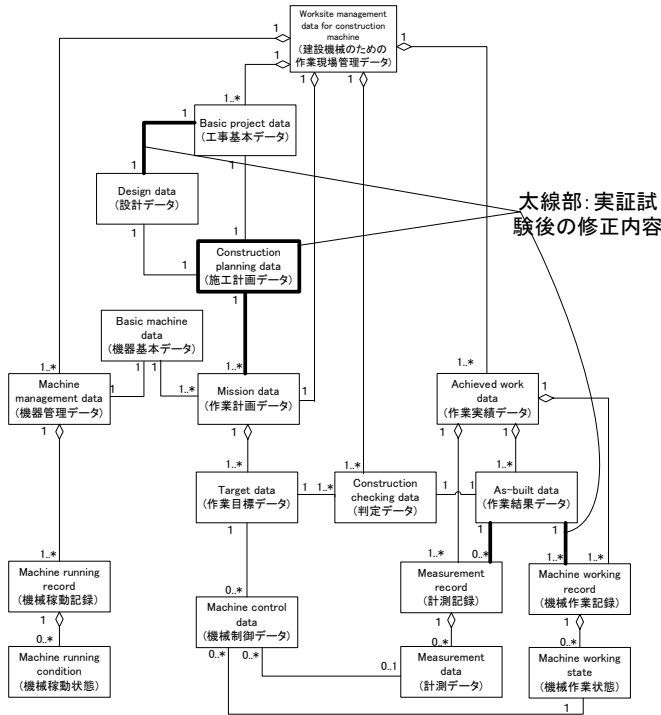 Worksite management
data for construction
machine
(建設機械のための
作業現場管理データ)
1
1
1
1
1
1..*
Basic project data
(工事基本データ)
1
1
1
Design data
(設計データ)
1
太線部:実証試
験後の修正内容
1
1
Construction
planning data
(施工計画データ)
1
Basic machine
data
(機器基本データ)
1
1
1..*
1..*
1..*
1..*
Machine
management data
(機器管理データ)
1
1
Mission data
(作業計画データ)
1
1
Achieved work
data
(作業実績データ)
1
1
1
1..*
1..*
1..*
Target data
(作業目標データ)
1
1..*
1
Construction
checking data
(判定データ)
1
1
As-built data
(作業結果データ)
1
1
1..*
1..*
0..*
1..*
1..*
Machine running
record
(機械稼動記録)
1
0..*
Measurement
record
(計測記録)
1
Machine working
record
(機械作業記録)
1
0..*
Machine control
data
(機械制御データ)
0..*
0..*
0..*
0..*
Machine running
condition
(機械稼動状態)
0..1
Measurement
data
(計測データ)
Machine working
state
(機械作業状態)
1